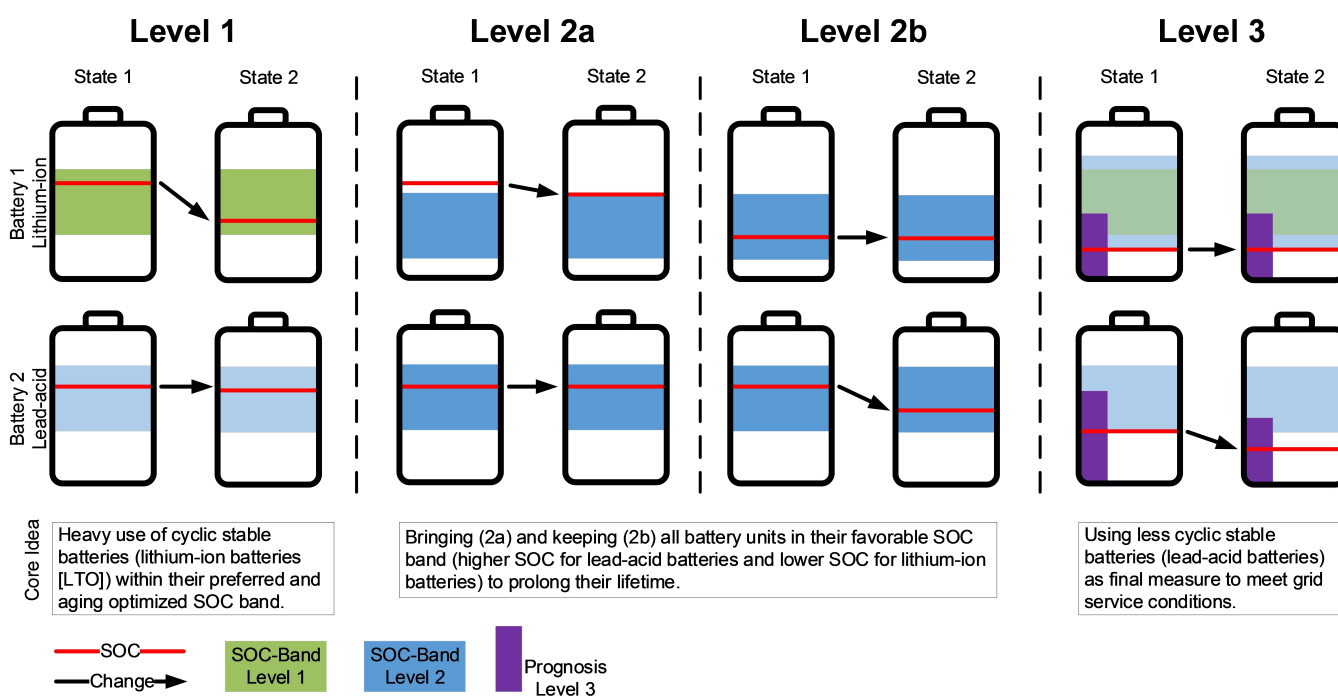 Level 1
Level 2a
Level 2b
Level 3
State 1
State 2
State 1
State 2
State 1
State 2
State 1
State 2
Battery 1
Lithium-ion
Battery 2
Lead-acid
Core Idea
Heavy use of cyclic stable
batteries (lithium-ion batteries
[LTO]) within their preferred and
aging optimized SOC band.
Bringing (2a) and keeping (2b) all battery units in their favorable SOC
band (higher SOC for lead-acid batteries and lower SOC for lithium-ion
batteries) to prolong their lifetime.
Using less cyclic stable
batteries (lead-acid batteries)
as final measure to meet grid
service conditions.
SOC
Change
SOC-Band
Level 1
SOC-Band
Level 2
Prognosis
Level 3